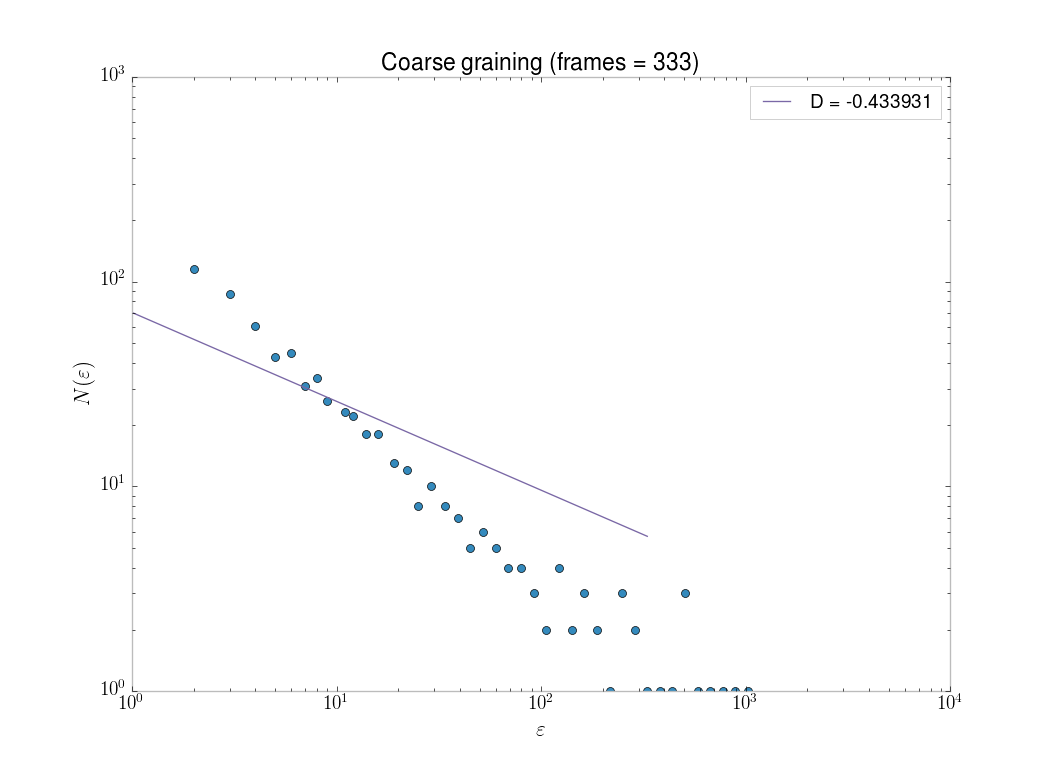 Coarse graining (frames = 333)
D = -0.433931
10³
10²
10¹
10⁰
N(ε)
10⁰ 10¹ 10² 10³ 10⁴
ε